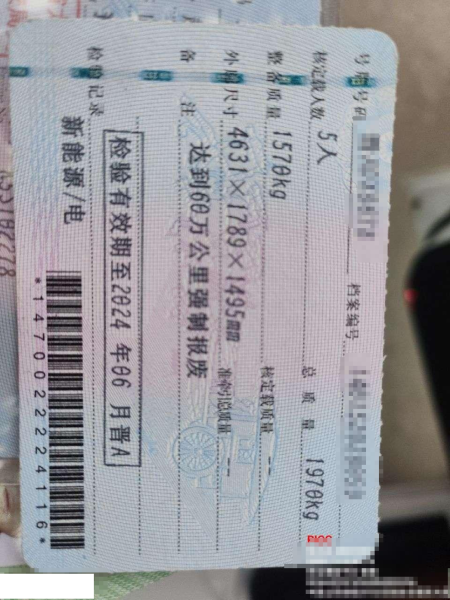 号牌号码
档案编号
核定载人数 5人
总质量 1970kg
整备质量 1570kg
核定载质量 --
外廓尺寸 4631×1789×1495mm
准牵引总质量 --
备注 达到60万公里强制报废
检验记录
检验有效期至2024年06月晋A
新能源/电
*1470022224116*
PICC